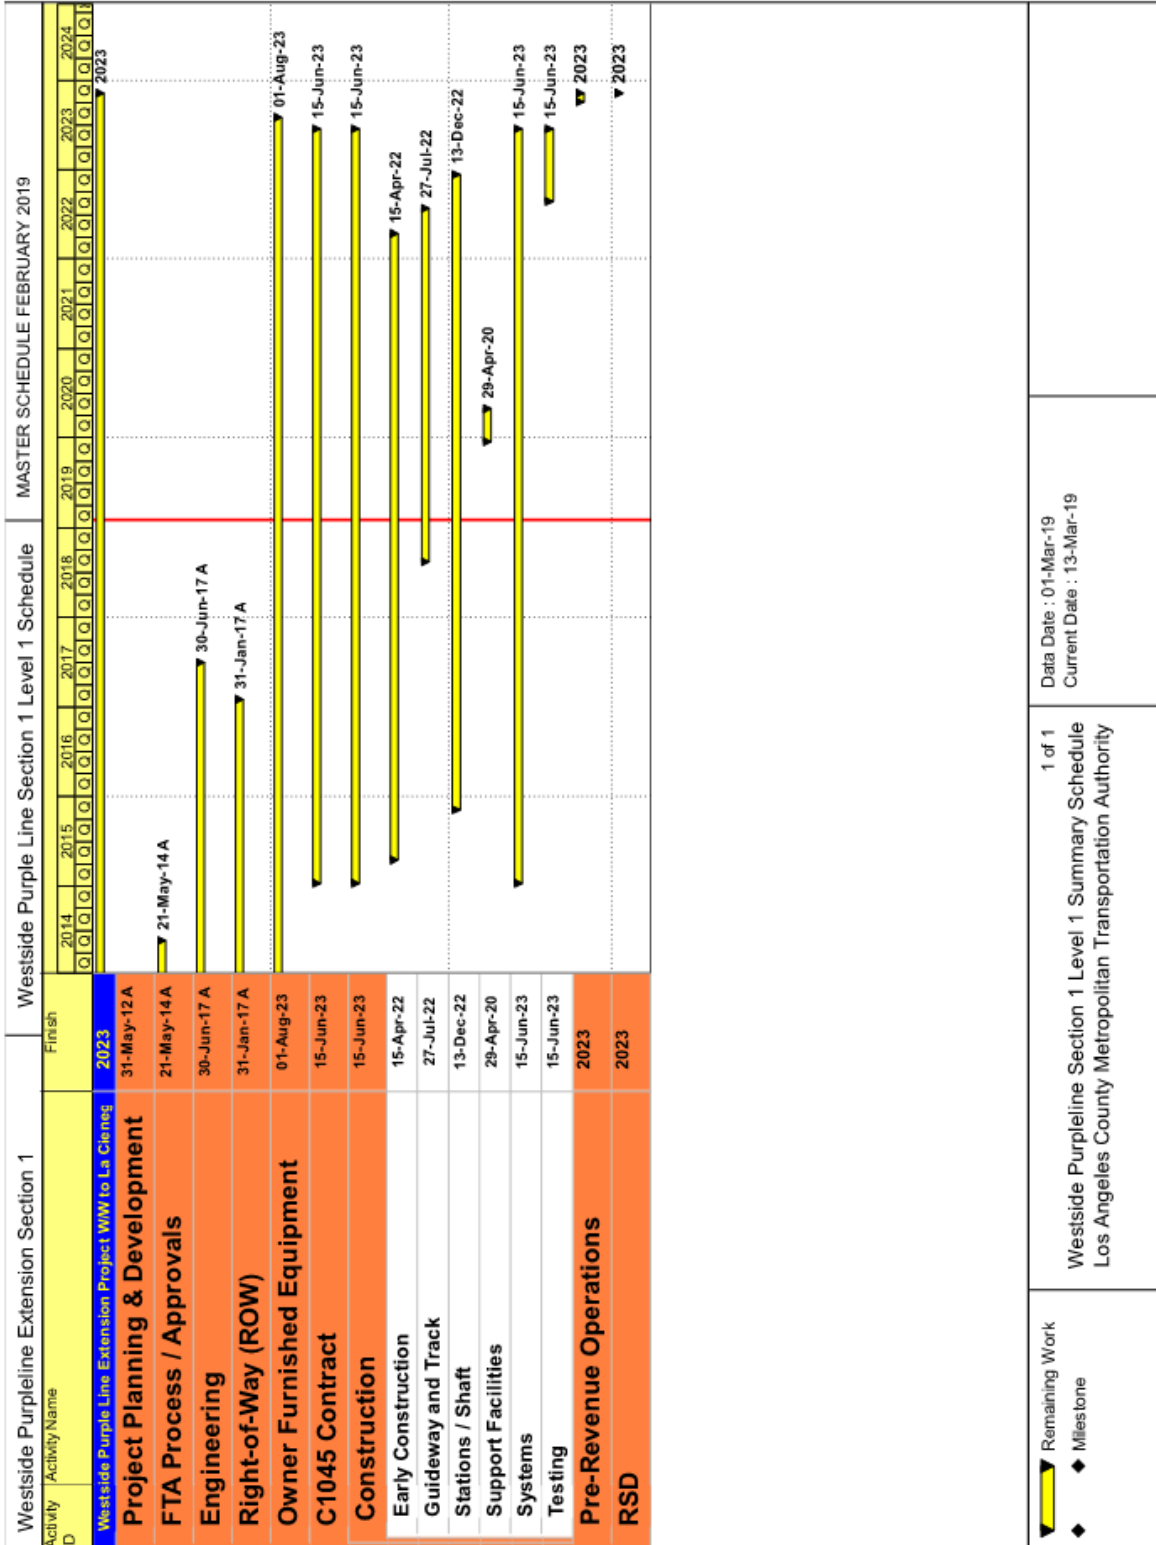 Westside Purpleline Extension Section 1
Westside Purple Line Section 1 Level 1 Schedule
MASTER SCHEDULE FEBRUARY 2019
Activity ID
Activity Name
Finish
2014 2015 2016 2017 2018 2019 2020 2021 2022 2023 2024
Q Q Q Q Q Q Q Q Q Q Q Q Q Q Q Q Q Q Q Q Q Q Q Q Q Q Q Q Q Q Q Q Q Q Q Q Q Q Q Q Q Q Q
Westside Purple Line Extension Project W/W to La Cieneg 2023 2023
Project Planning & Development 31-May-12 A
FTA Process / Approvals 21-May-14 A 21-May-14 A
Engineering 30-Jun-17 A 30-Jun-17 A
Right-of-Way (ROW) 31-Jan-17 A 31-Jan-17 A
Owner Furnished Equipment 01-Aug-23 01-Aug-23
C1045 Contract 15-Jun-23 15-Jun-23
Construction 15-Jun-23 15-Jun-23
Early Construction 15-Apr-22 15-Apr-22
Guideway and Track 27-Jul-22 27-Jul-22
Stations / Shaft 13-Dec-22 13-Dec-22
Support Facilities 29-Apr-20 29-Apr-20
Systems 15-Jun-23 15-Jun-23
Testing 15-Jun-23 15-Jun-23
Pre-Revenue Operations 2023 2023
RSD 2023 2023
Remaining Work
Milestone
1 of 1
Westside Purpleline Section 1 Level 1 Summary Schedule
Los Angeles County Metropolitan Transportation Authority
Data Date : 01-Mar-19
Current Date : 13-Mar-19